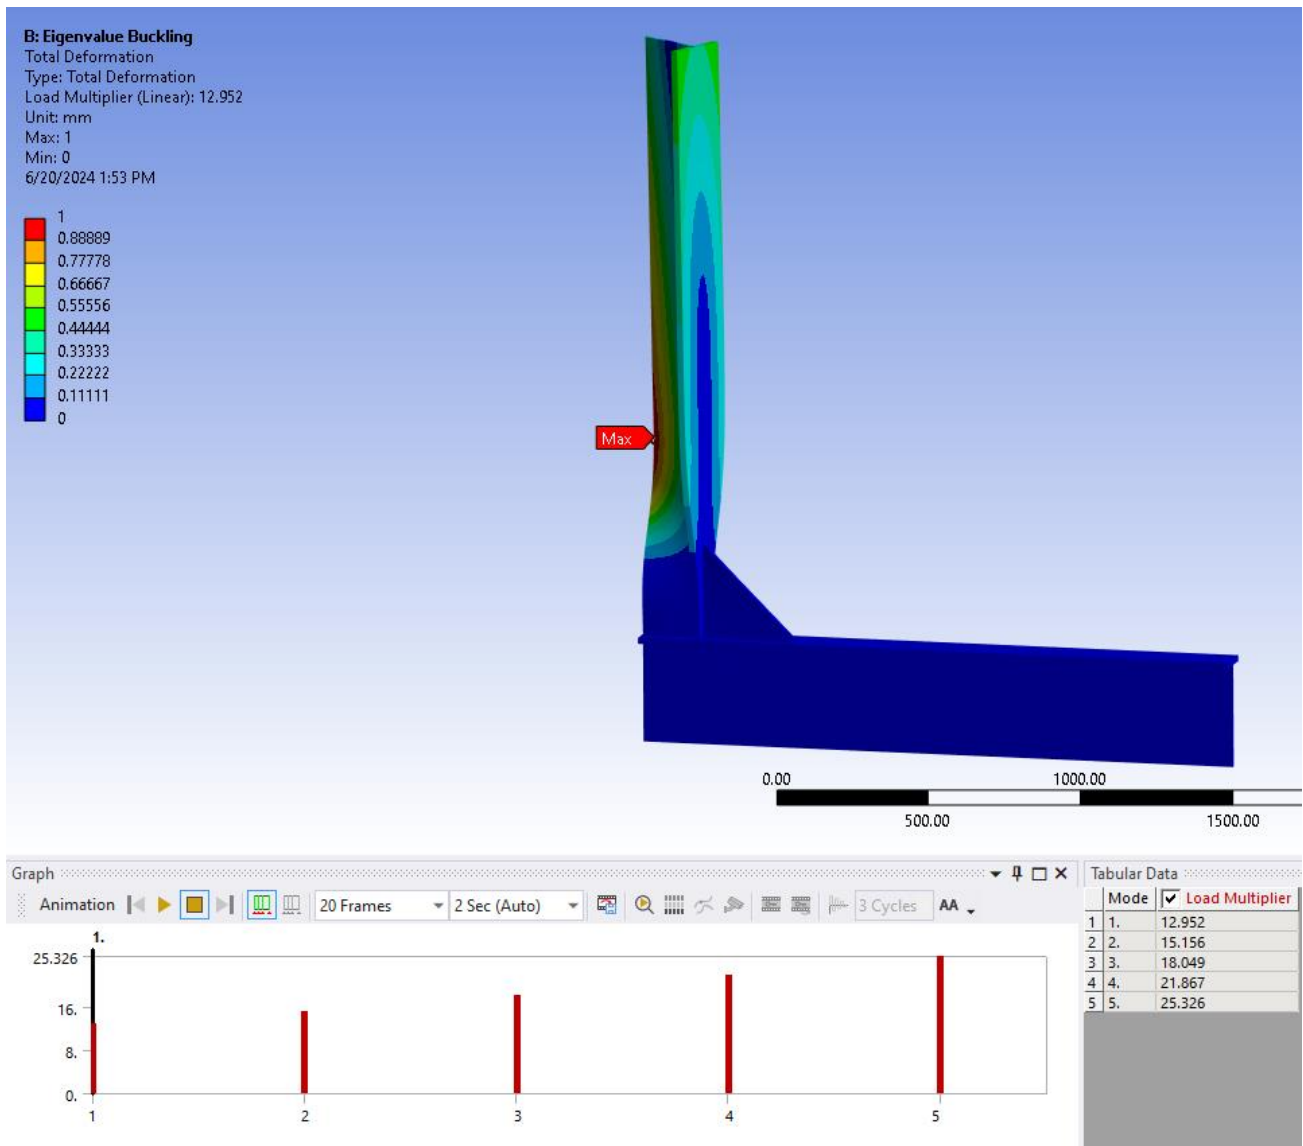 B: Eigenvalue Buckling
Total Deformation
Type: Total Deformation
Load Multiplier (Linear): 12.952
Unit: mm
Max: 1
Min: 0
6/20/2024 1:53 PM
1
0.88889
0.77778
0.66667
0.55556
0.44444
0.33333
0.22222
0.11111
0
Max
0.00 1000.00
500.00 1500.00
Graph
Animation 20 Frames 2 Sec (Auto) 3 Cycles AA
1.
25.326
16.
8.
0.
1 2 3 4 5
Tabular Data
Mode Load Multiplier
1 1. 12.952
2 2. 15.156
3 3. 18.049
4 4. 21.867
5 5. 25.326